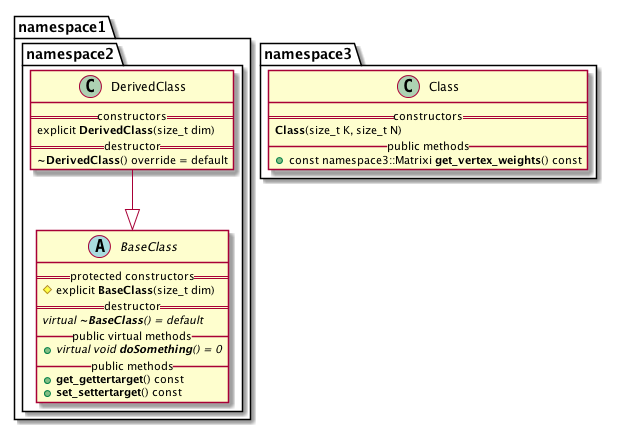 namespace1
namespace2
C DerivedClass
constructors
explicit DerivedClass(size_t dim)
destructor
~DerivedClass() override = default
A BaseClass
protected constructors
explicit BaseClass(size_t dim)
destructor
virtual ~BaseClass() = default
public virtual methods
virtual void doSomething() = 0
public methods
get_gettertarget() const
set_settertarget() const
namespace3
C Class
constructors
Class(size_t K, size_t N)
public methods
const namespace3::Matrixi get_vertex_weights() const